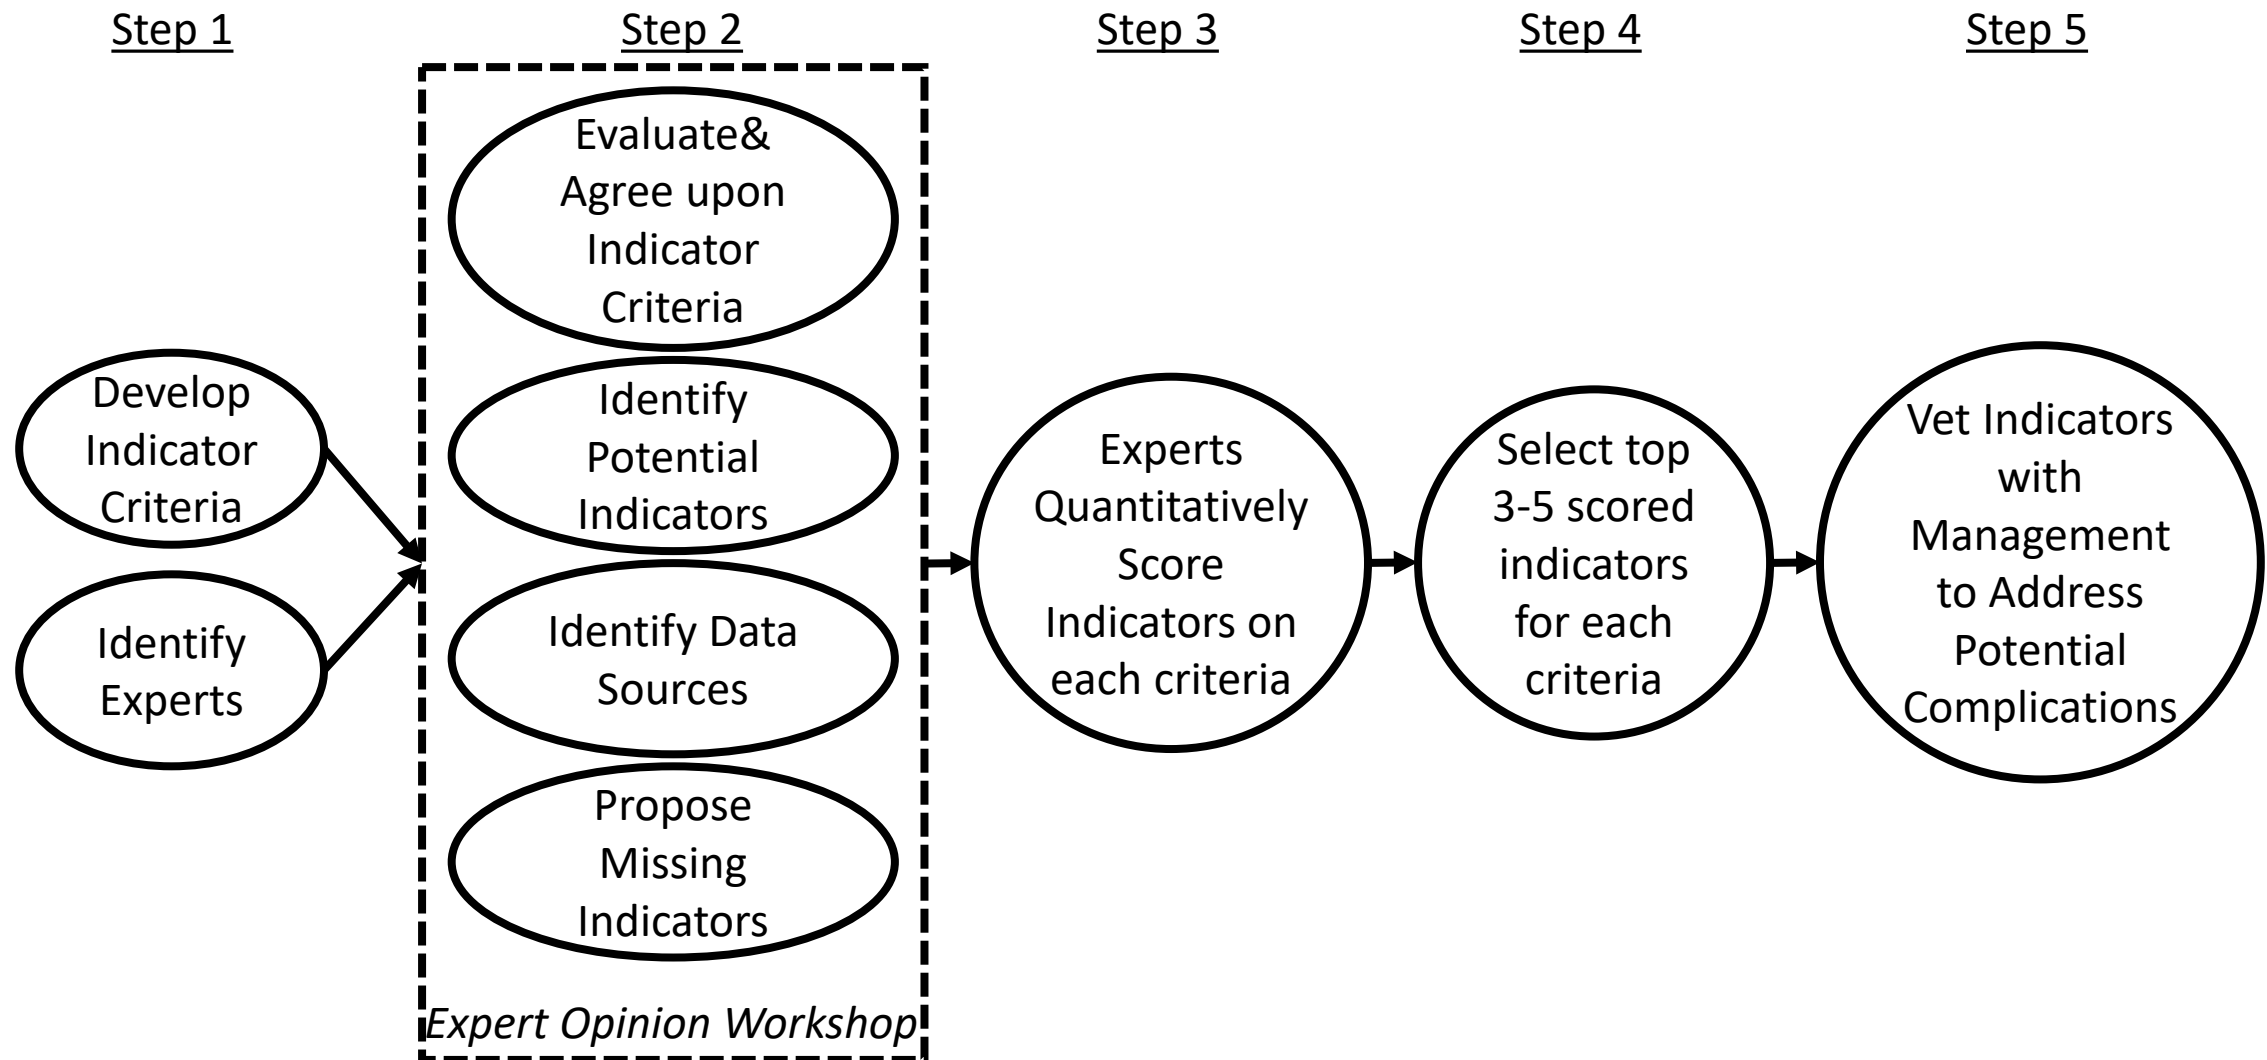 Step 1
Step 2
Step 3
Step 4
Step 5
Develop
Indicator
Criteria
Identify
Experts
Evaluate&
Agree upon
Indicator
Criteria
Identify
Potential
Indicators
Identify Data
Sources
Propose
Missing
Indicators
Expert Opinion Workshop
Experts
Quantitatively
Score
Indicators on
each criteria
Select top
3-5 scored
indicators
for each
criteria
Vet Indicators
with
Management
to Address
Potential
Complications